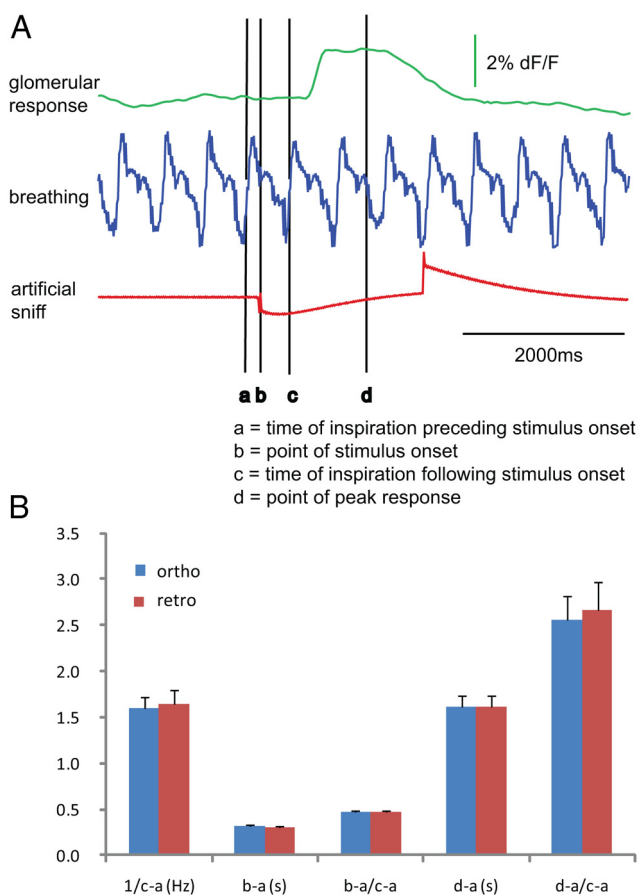 A
glomerular
response
2% dF/F
breathing
artificial
sniff
2000ms
a b c d
a = time of inspiration preceding stimulus onset
b = point of stimulus onset
c = time of inspiration following stimulus onset
d = point of peak response
B
3.5
3.0
2.5
2.0
1.5
1.0
0.5
0.0
ortho
retro
1/c-a (Hz) b-a (s) b-a/c-a d-a (s) d-a/c-a